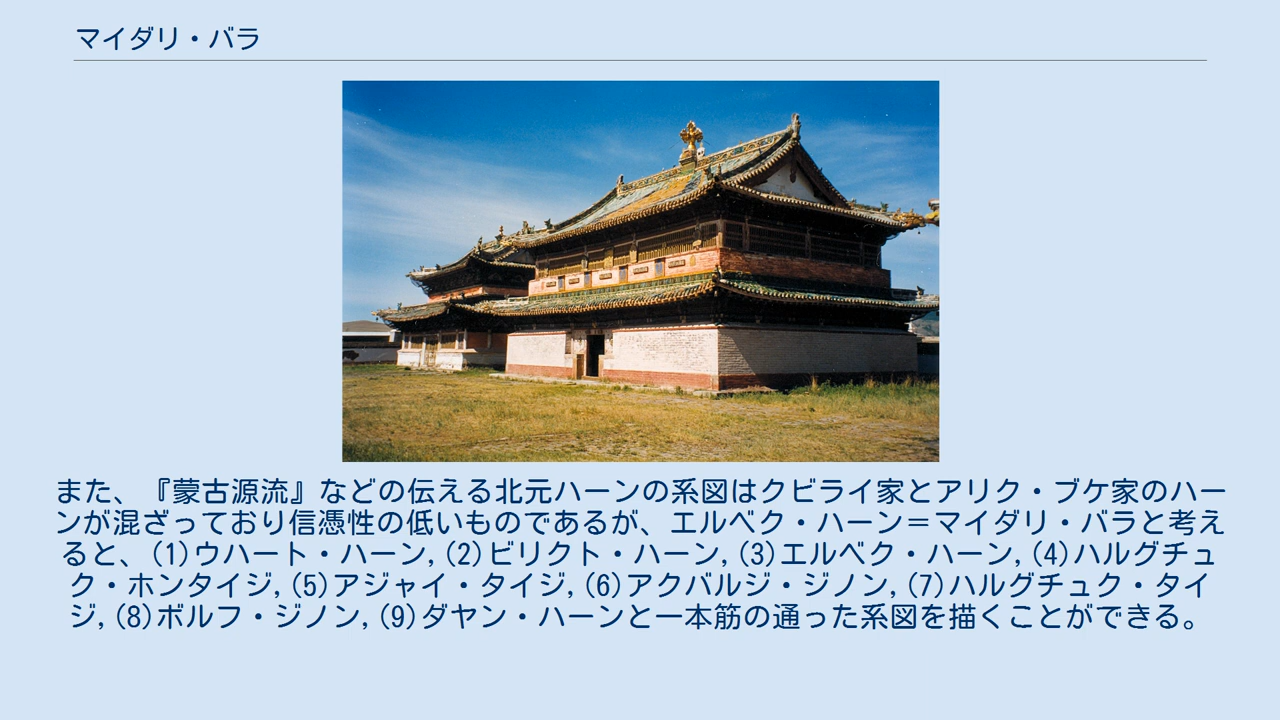 マイダリ・バラ
また、『蒙古源流』などの伝える北元ハーンの系図はクビライ家とアリク・ブケ家のハー
ンが混ざっており信憑性の低いものであるが、エルベク・ハーン＝マイダリ・バラと考え
ると、(1)ウハート・ハーン,(2)ビリクト・ハーン,(3)エルベク・ハーン,(4)ハルグチュ
ク・ホンタイジ,(5)アジャイ・タイジ,(6)アクバルジ・ジノン,(7)ハルグチュク・タイ
ジ,(8)ボルフ・ジノン,(9)ダヤン・ハーンと一本筋の通った系図を描くことができる。